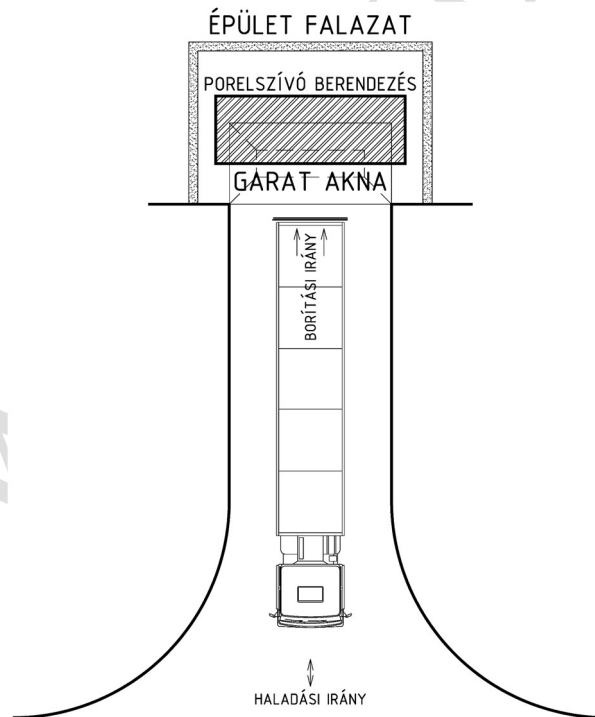 ÉPÜLET FALAZAT
PORELSZÍVÓ BERENDEZÉS
GARAT AKNA
BORÍTÁSI IRÁNY
HALADÁSI IRÁNY